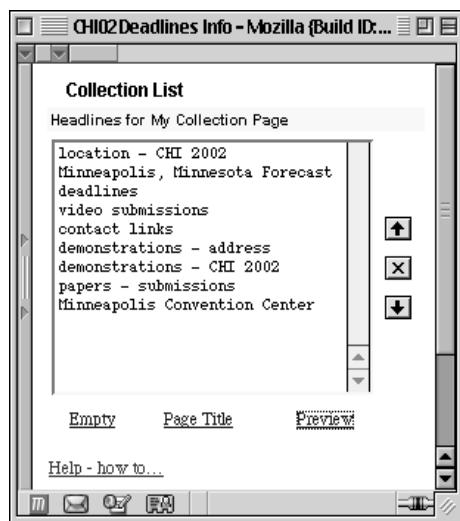 CHI02Deadlines Info - Mozilla {Build ID:...
Collection List
Headlines for My Collection Page
location - CHI 2002
Minneapolis, Minnesota Forecast
deadlines
video submissions
contact links
demonstrations - address
demonstrations - CHI 2002
papers - submissions
Minneapolis Convention Center
Empty Page Title Preview
Help - how to...